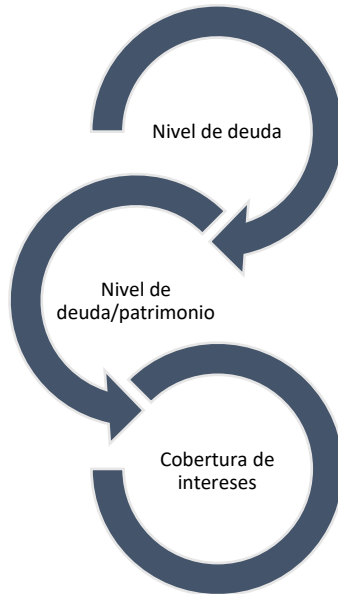 Nivel de deuda
Nivel de
deuda/patrimonio
Cobertura de
intereses